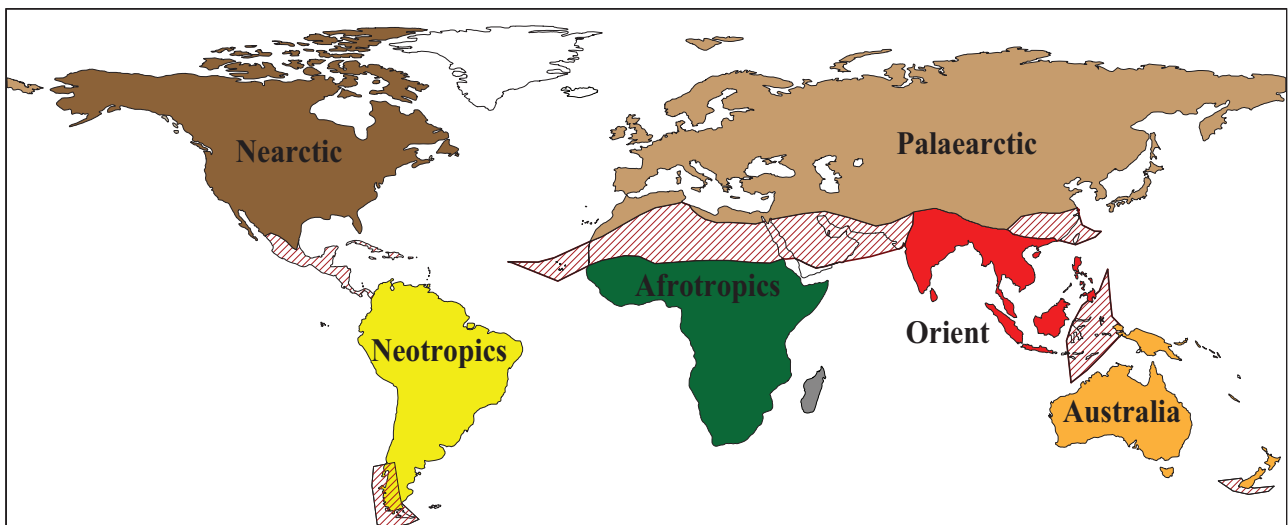 Nearctic
Palaearctic
Afrotropics
Orient
Neotropics
Australia